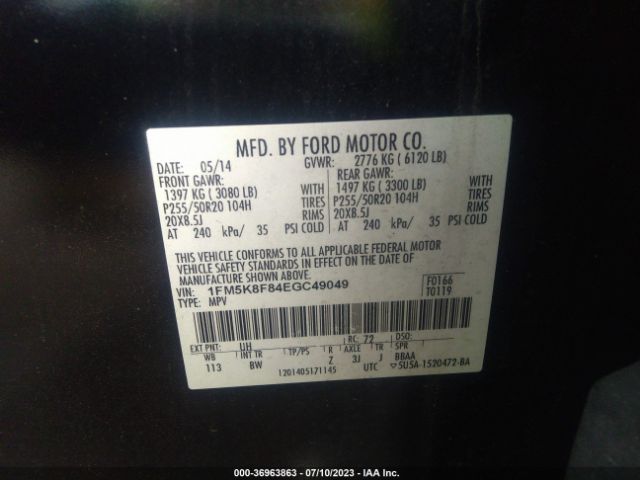 MFD. BY FORD MOTOR CO.
DATE: 05/14 GVWR: 2776 KG ( 6120 LB)
FRONT GAWR: REAR GAWR:
1397 KG ( 3080 LB) WITH 1497 KG ( 3300 LB) WITH
P255/50R20 104H TIRES P255/50R20 104H TIRES
20X8.5J RIMS 20X8.5J RIMS
AT 240 kPa/ 35 PSI COLD AT 240 kPa/ 35 PSI COLD
THIS VEHICLE CONFORMS TO ALL APPLICABLE FEDERAL MOTOR
VEHICLE SAFETY STANDARDS IN EFFECT ON THE DATE OF
MANUFACTURE SHOWN ABOVE.
VIN: 1FM5K8F84EGC49049 F0166
TYPE: MPV T0119
EXT PNT: UH RC: 72 DSO:
WB INT TR TP/PS R AXLE TR SPR
113 BW Z 3J J BBAA
1201405171145 UTC ▽5U5A-1520472-BA
© 36963863 - 07/10/2023 - IAA Inc.